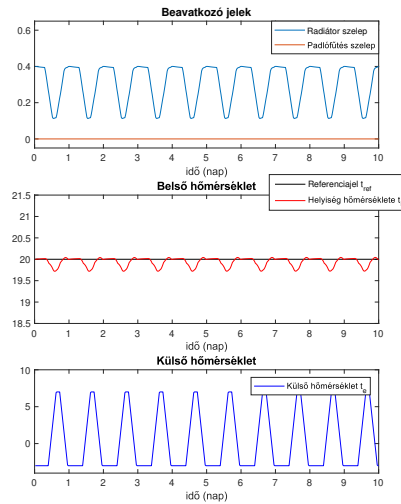 Beavatkozó jelek
0.6
0.4
0.2
0
Radiátor szelep
Padlófűtés szelep
0 1 2 3 4 5 6 7 8 9 10
idő (nap)
Belső hőmérséklet
21.5
21
20.5
20
19.5
19
18.5
Referenciajel t_ref
Helyiség hőmérséklete t
0 1 2 3 4 5 6 7 8 9 10
idő (nap)
Külső hőmérséklet
10
5
0
Külső hőmérséklet t_e
0 1 2 3 4 5 6 7 8 9 10
idő (nap)